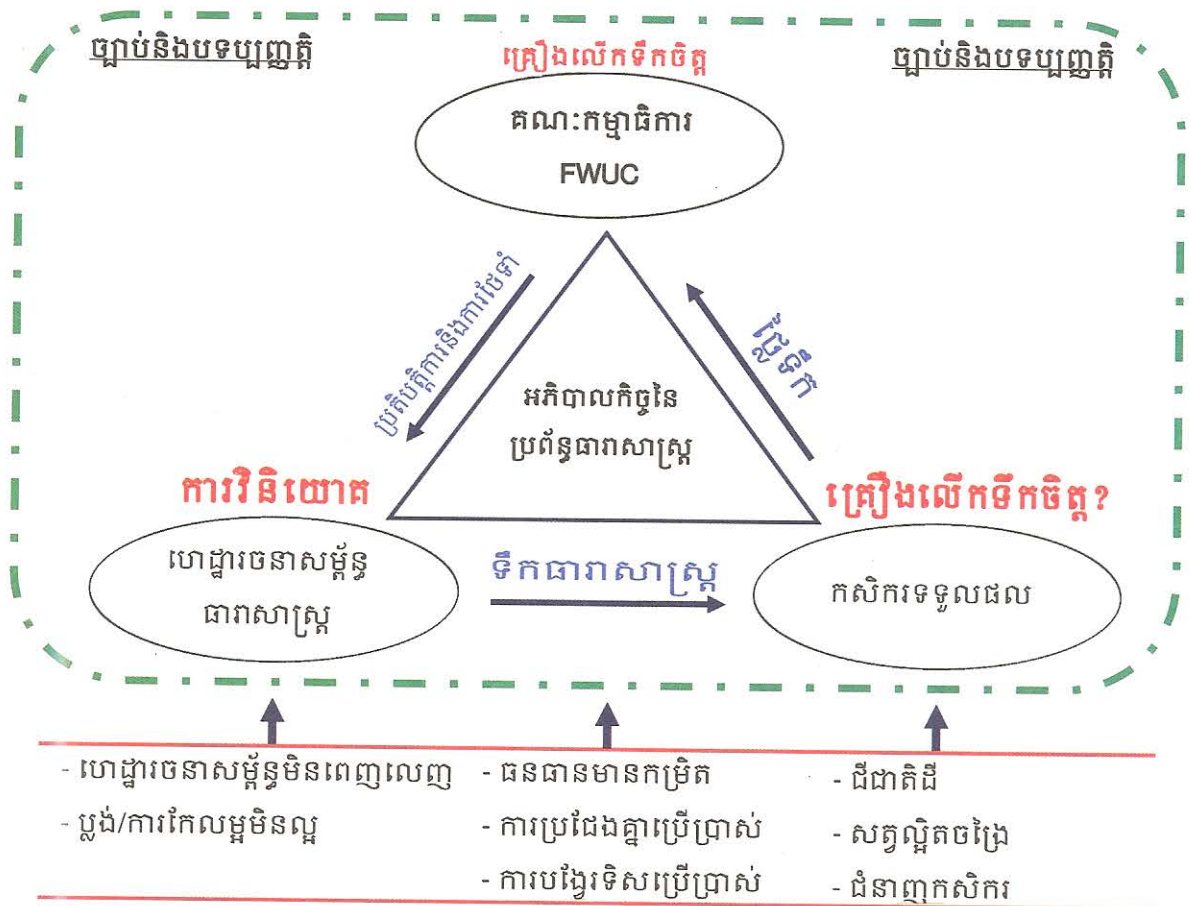 ច្បាប់និងបទប្បញ្ញត្តិ
គ្រឿងលើកទឹកចិត្ត
ច្បាប់និងបទប្បញ្ញត្តិ
គណៈកម្មាធិការ
FWUC
ប្រតិបត្តិការនិងការថែទាំ
ថ្លៃទឹក
អភិបាលកិច្ចនៃ
ប្រព័ន្ធធារាសាស្ត្រ
ការវិនិយោគ
គ្រឿងលើកទឹកចិត្ត?
ហេដ្ឋារចនាសម្ព័ន្ធ
ធារាសាស្ត្រ
ទឹកធារាសាស្ត្រ
កសិករទទួលផល
- ហេដ្ឋារចនាសម្ព័ន្ធមិនពេញលេញ
- ប្លង់/ការកែលម្អមិនល្អ
- ធនធានមានកម្រិត
- ការប្រជែងគ្នាប្រើប្រាស់
- ការបង្វែរទិសប្រើប្រាស់
- ជីជាតិដី
- សត្វល្អិតចង្រៃ
- ជំនាញកសិករ